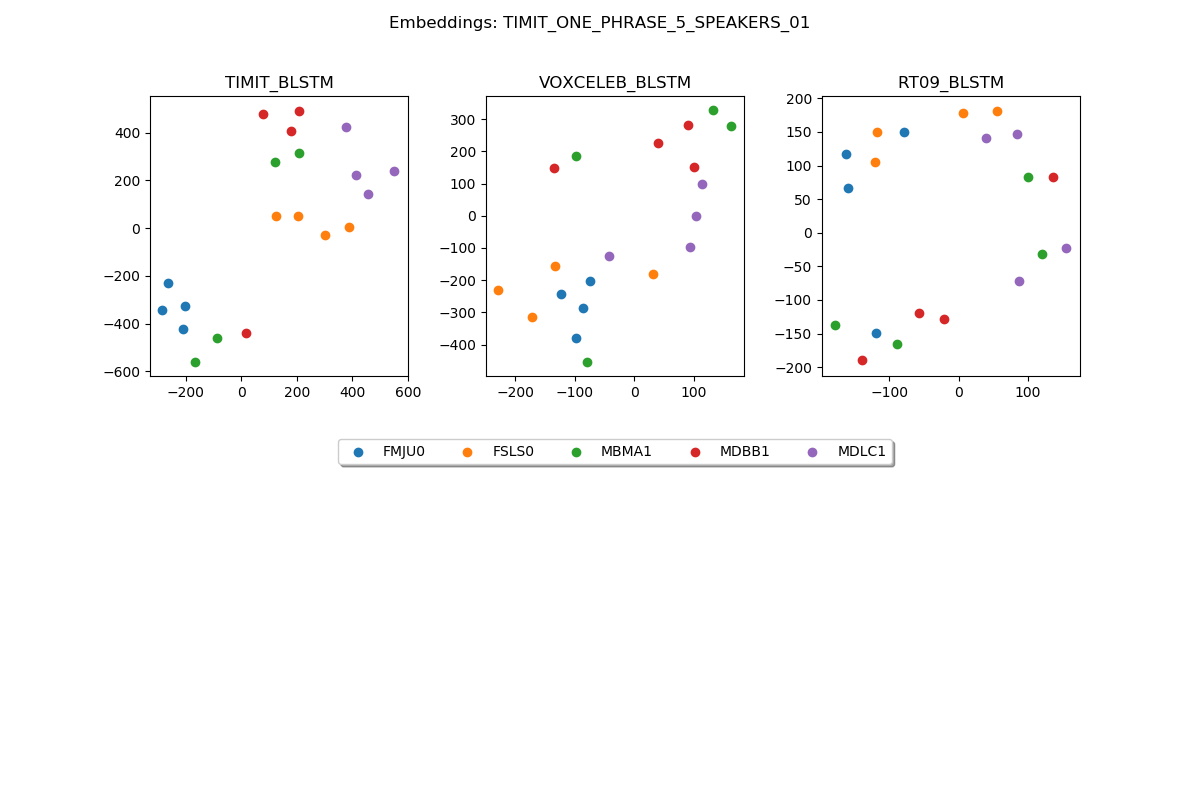 Embeddings: TIMIT_ONE_PHRASE_5_SPEAKERS_01
TIMIT_BLSTM
400
200
0
−200
−400
−600
−200 0 200 400 600
VOXCELEB_BLSTM
300
200
100
0
−100
−200
−300
−400
−200 −100 0 100
RT09_BLSTM
200
150
100
50
0
−50
−100
−150
−200
−100 0 100
FMJU0 FSLS0 MBMA1 MDBB1 MDLC1